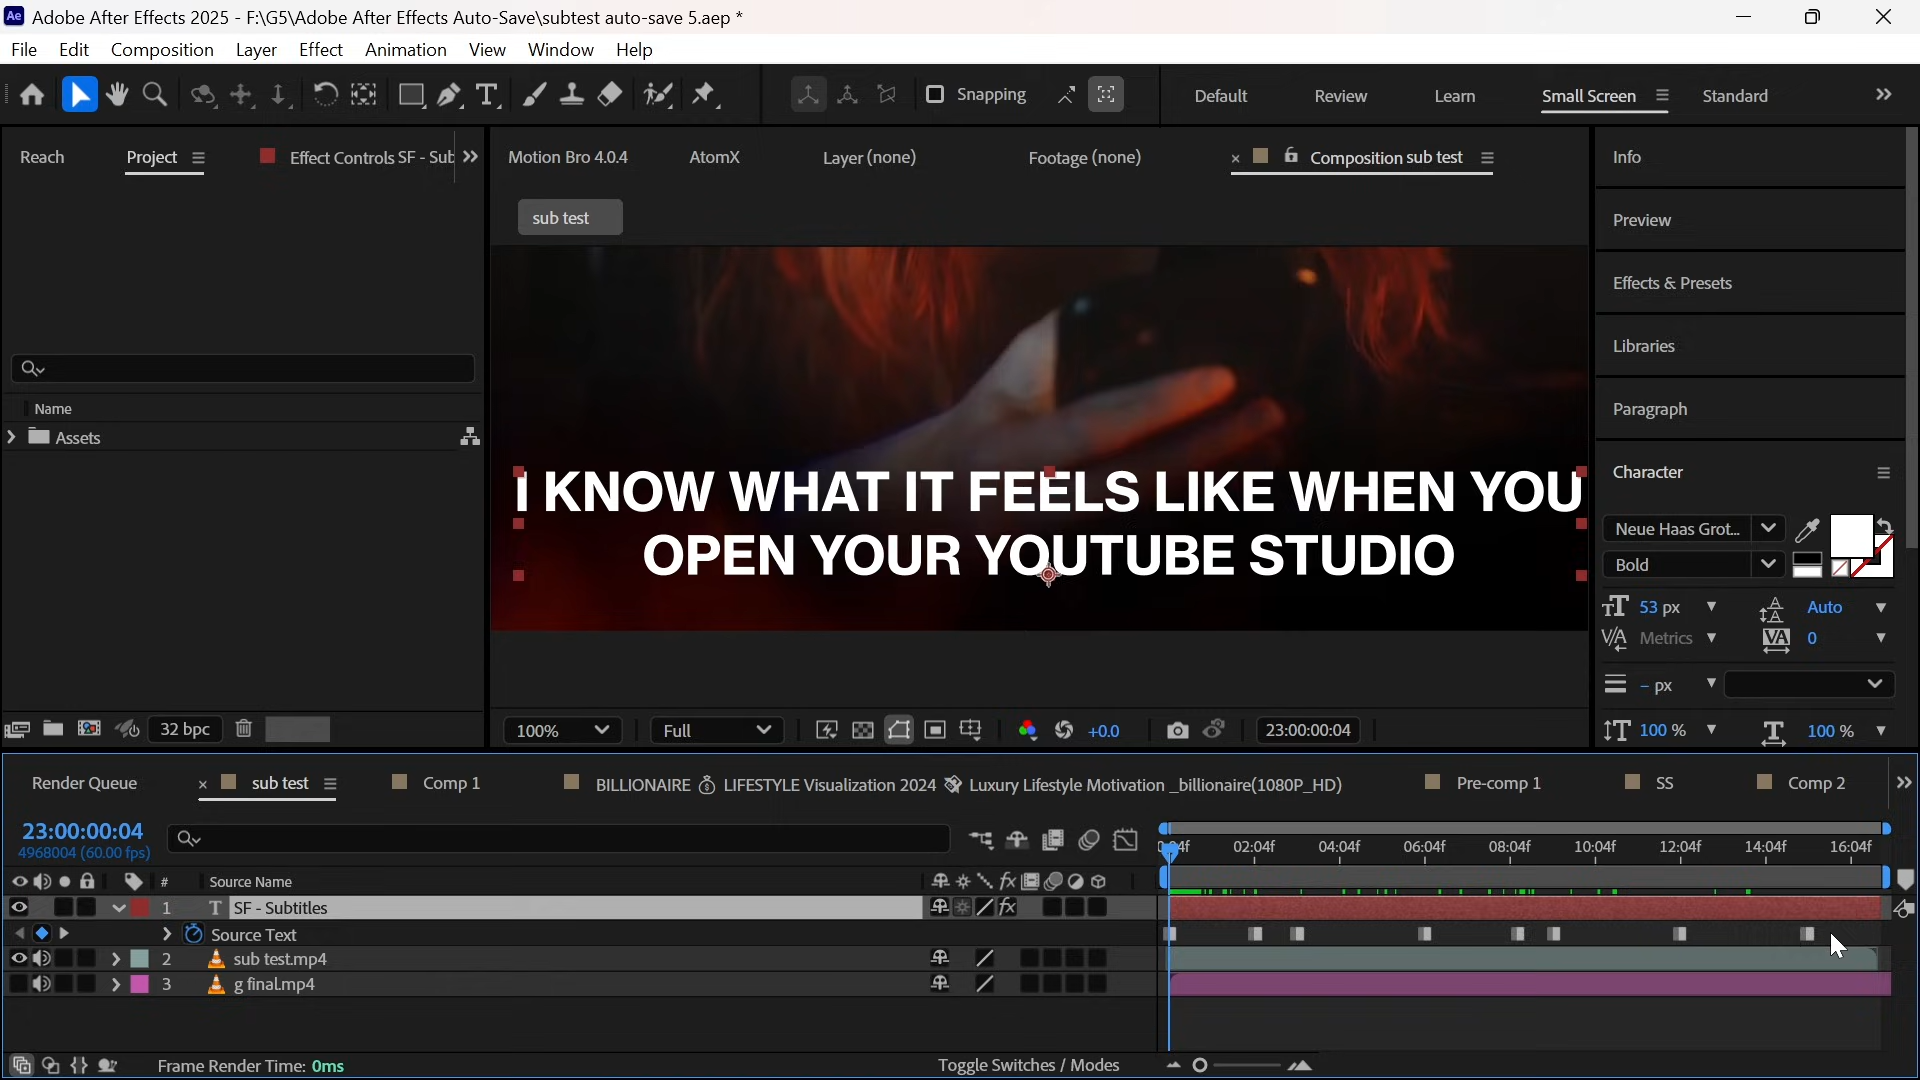 Ae Adobe After Effects 2025 - F:\G5\Adobe After Effects Auto-Save\subtest auto-save 5.aep *
File Edit Composition Layer Effect Animation View Window Help
Snapping Default Review Learn Small Screen Standard
Reach Project Effect Controls SF - Sub
Motion Bro 4.0.4 AtomX Layer (none) Footage (none) × Composition sub test
Info
sub test
Preview
Effects & Presets
Libraries
Name
Paragraph
Assets
Character
I KNOW WHAT IT FEELS LIKE WHEN YOU
OPEN YOUR YOUTUBE STUDIO
Neue Haas Grot...
Bold
53 px Auto
Metrics 0
– px
32 bpc 100% Full +0.0 23:00:00:04
100 % 100 %
Render Queue × sub test Comp 1 BILLIONAIRE LIFESTYLE Visualization 2024 Luxury Lifestyle Motivation _billionaire(1080P_HD) Pre-comp 1 SS Comp 2
23:00:00:04
4968004 (60.00 fps)
02:04f 04:04f 06:04f 08:04f 10:04f 12:04f 14:04f 16:04f
# Source Name
1 T SF - Subtitles
Source Text
2 sub test.mp4
3 g final.mp4
Frame Render Time: 0ms Toggle Switches / Modes